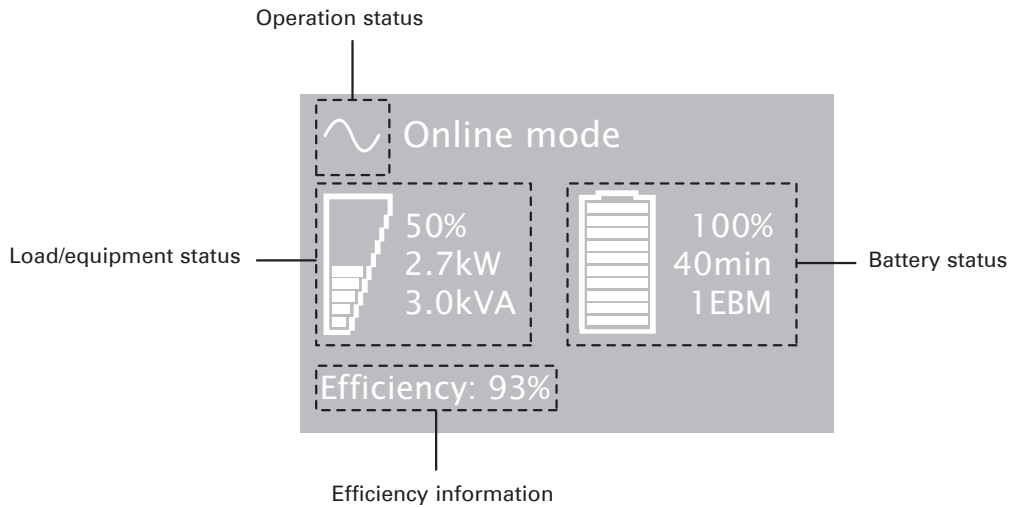 Operation status
Online mode
Load/equipment status
50%
2.7kW
3.0kVA
100%
40min
1EBM
Battery status
Efficiency: 93%
Efficiency information